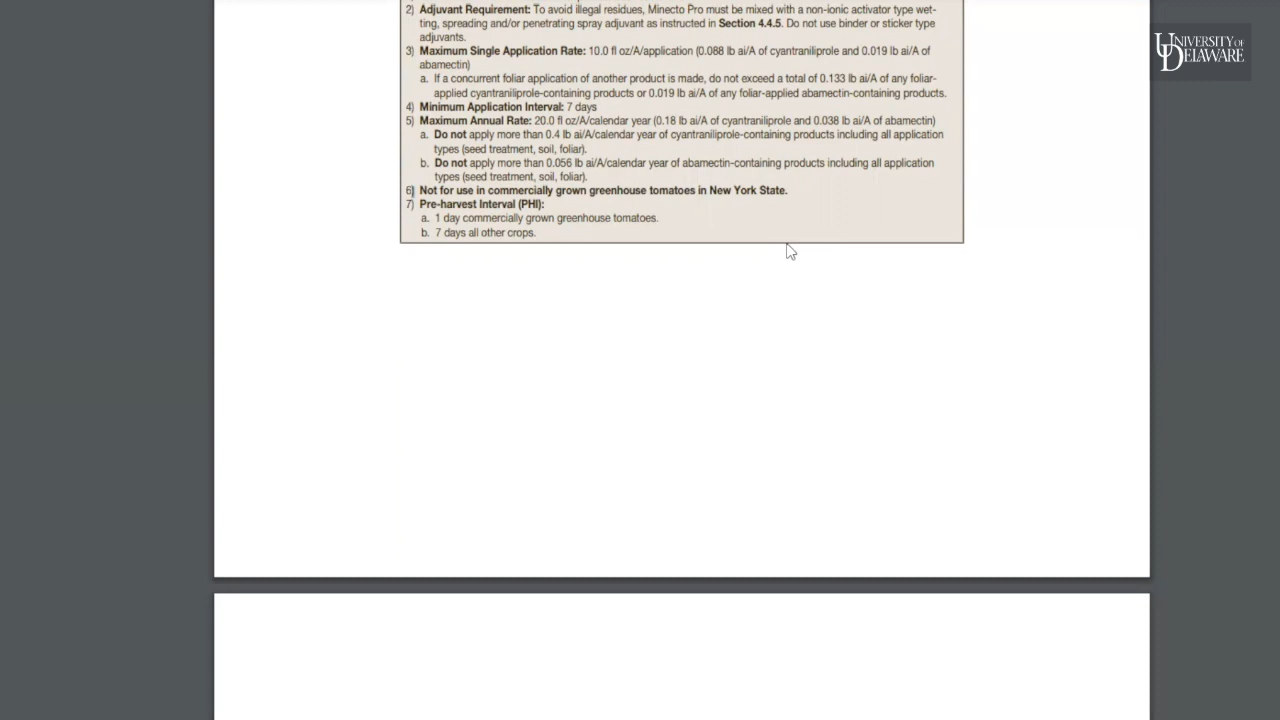 2) Adjuvant Requirement: To avoid illegal residues, Minecto Pro must be mixed with a non-ionic activator type wet-
ting, spreading and/or penetrating spray adjuvant as instructed in Section 4.4.5. Do not use binder or sticker type
adjuvants.
3) Maximum Single Application Rate: 10.0 fl oz/A/application (0.088 lb ai/A of cyantraniliprole and 0.019 lb ai/A of
abamectin)
a. If a concurrent foliar application of another product is made, do not exceed a total of 0.133 lb ai/A of any foliar-
applied cyantraniliprole-containing products or 0.019 lb ai/A of any foliar-applied abamectin-containing products.
4) Minimum Application Interval: 7 days
5) Maximum Annual Rate: 20.0 fl oz/A/calendar year (0.18 lb ai/A of cyantraniliprole and 0.038 lb ai/A of abamectin)
a. Do not apply more than 0.4 lb ai/A/calendar year of cyantraniliprole-containing products including all application
types (seed treatment, soil, foliar).
b. Do not apply more than 0.056 lb ai/A/calendar year of abamectin-containing products including all application
types (seed treatment, soil, foliar).
6) Not for use in commercially grown greenhouse tomatoes in New York State.
7) Pre-harvest Interval (PHI):
a. 1 day commercially grown greenhouse tomatoes.
b. 7 days all other crops.
UNIVERSITY OF
DELAWARE